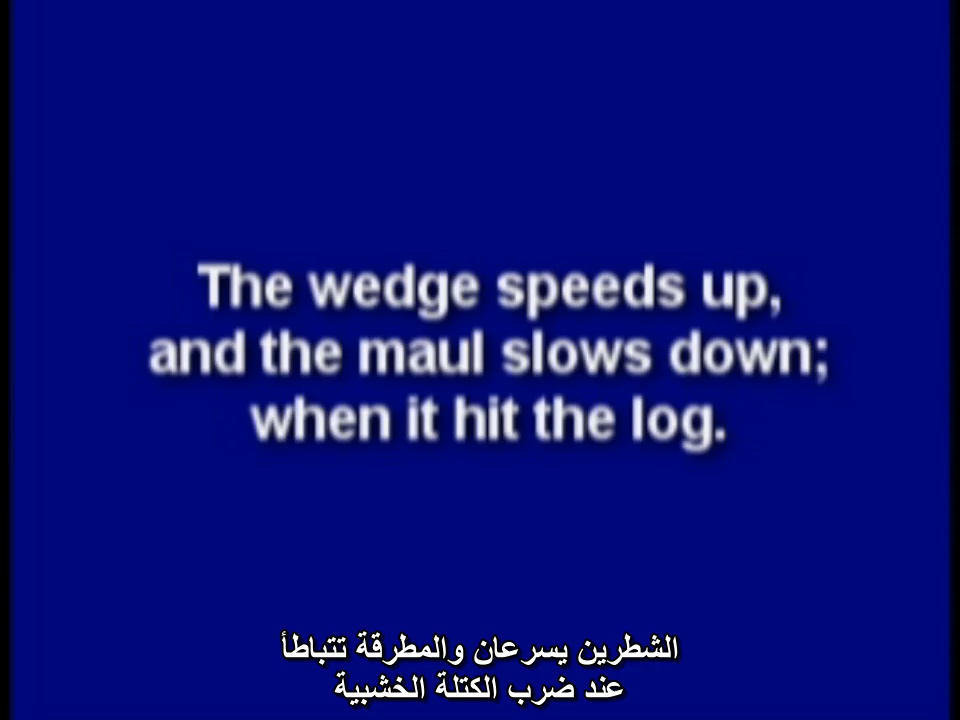 The wedge speeds up,
and the maul slows down;
when it hit the log.
الشطرين يسرعان والمطرقة تتباطأ
عند ضرب الكتلة الخشبية